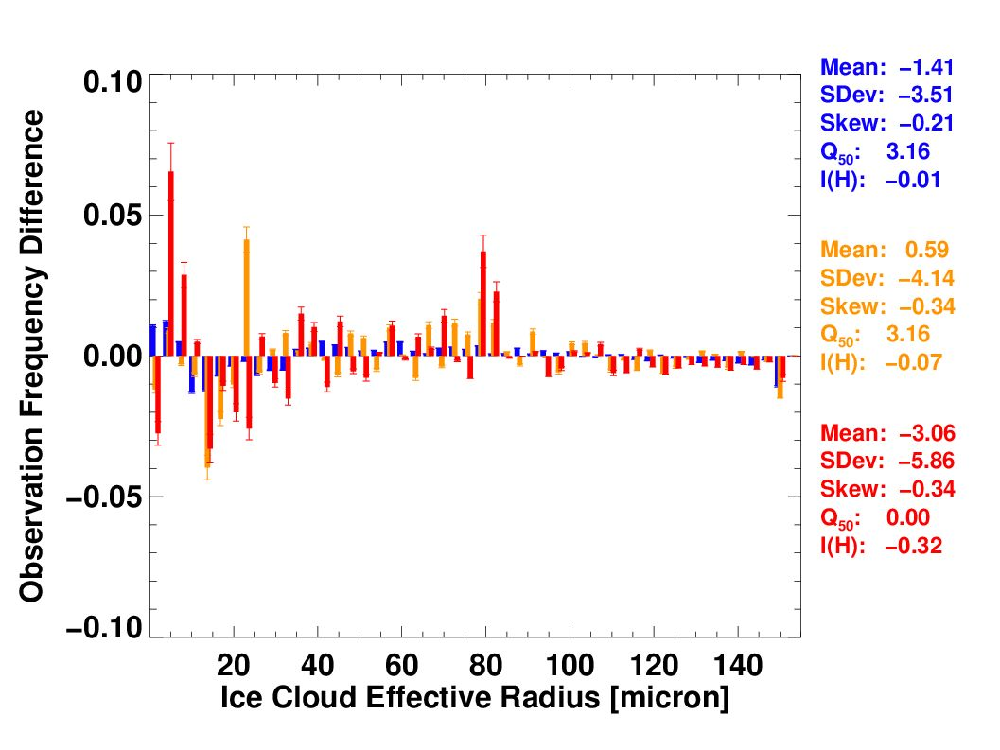 0.10
0.05
0.00
−0.05
−0.10
Observation Frequency Difference
20 40 60 80 100 120 140
Ice Cloud Effective Radius [micron]
Mean: −1.41
SDev: −3.51
Skew: −0.21
Q50: 3.16
I(H): −0.01
Mean: 0.59
SDev: −4.14
Skew: −0.34
Q50: 3.16
I(H): −0.07
Mean: −3.06
SDev: −5.86
Skew: −0.34
Q50: 0.00
I(H): −0.32